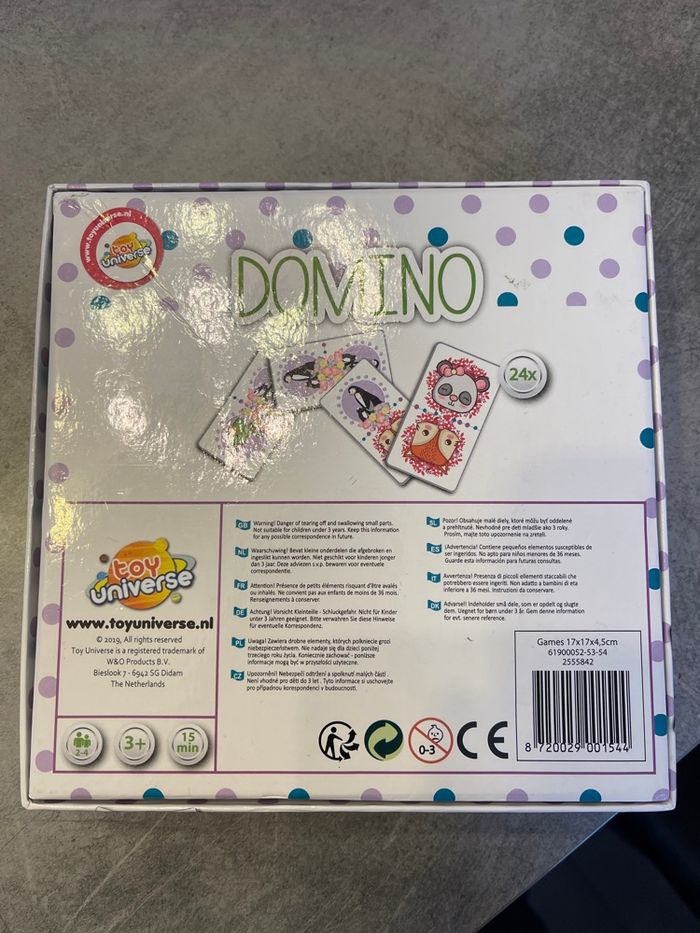 www.toyuniverse.nl
toy
universe
DOMINO
24x
toy
universe
www.toyuniverse.nl
© 2019, All rights reserved
Toy Universe is a registered trademark of
W&O Products B.V.
Bieslook 7 - 6942 SG Didam
The Netherlands
2-4
3+
15
min
GB Warning! Danger of tearing off and swallowing small parts.
Not suitable for children under 3 years. Keep this information
for any possible correspondence in future.
NL Waarschuwing! Bevat kleine onderdelen die afgebroken en
ingeslikt kunnen worden. Niet geschikt voor kinderen jonger
dan 3 jaar. Deze adviezen s.v.p. bewaren voor eventuele
correspondentie.
FR Attention! Présence de petits éléments risquant d'être avalés
ou inhalés. Ne convient pas aux enfants de moins de 36 mois.
Renseignements à conserver.
DE Achtung! Vorsicht Kleinteile - Schluckgefahr. Nicht für Kinder
unter 3 Jahren geeignet. Bitte verwahren Sie diese Hinweise
für eventuelle Korrespondenz.
PL Uwaga! Zawiera drobne elementy, których połkniecie grozi
niebezpieczeństwem. Nie nadaje się dla dzieci poniżej
trzeciego roku życia. Koniecznie zachować - poniższe
informacje mogą być w przyszłości użyteczne.
CZ Upozornění! Nebezpečí odtržení a spolknutí malých částí.
Není vhodné pro děti do 3 let. Tyto informace si uschovejte
pro případnou korespondenci v budoucnosti.
SL Pozor! Obsahuje malé diely, ktoré môžu byť oddelené
a prehltnuté. Nevhodné pre deti mladšie ako 3 roky.
Prosím, majte toto upozornenie na zreteli.
ES ¡Advertencia! Contiene pequeños elementos susceptibles de
ser ingeridos. No apto para niños menores de 36 meses.
Guarde esta información para futuras consultas.
IT Avvertenza! Presenza di piccoli elementi staccabili che
potrebbero essere ingeriti. Non adatto a bambini di età
inferiore a 36 mesi. Instruzioni da conservare.
DK Advarsel! Indeholder små dele, som er opdelt og slugte
dem. Uegnet for børn under 3 år. Gem denne information
for evt. senere referencer.
0-3
CE
Games 17x17x4,5cm
61900052-53-54
2555842
8 720029 001544